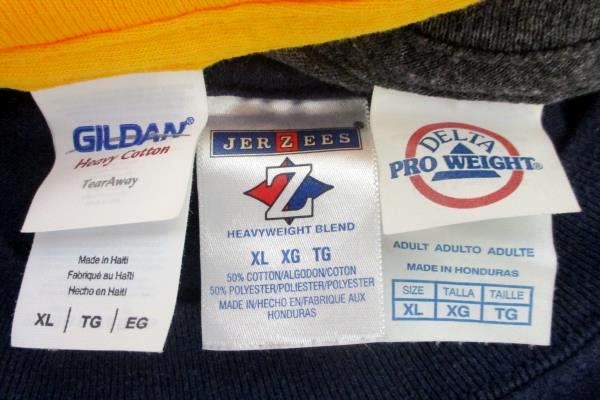 GILDAN®
Heavy Cotton
TearAway
Made in Haiti
Fabriqué au Haïti
Hecho en Haiti
XL / TG / EG
JERZEES
Z
HEAVYWEIGHT BLEND
XL XG TG
50% COTTON/ALGODON/COTON
50% POLYESTER/POLIESTER/POLYESTER
MADE IN/HECHO EN/FABRIQUE AUX
HONDURAS
DELTA
PRO WEIGHT®
ADULT ADULTO ADULTE
MADE IN HONDURAS
SIZE TALLA TAILLE
XL XG TG